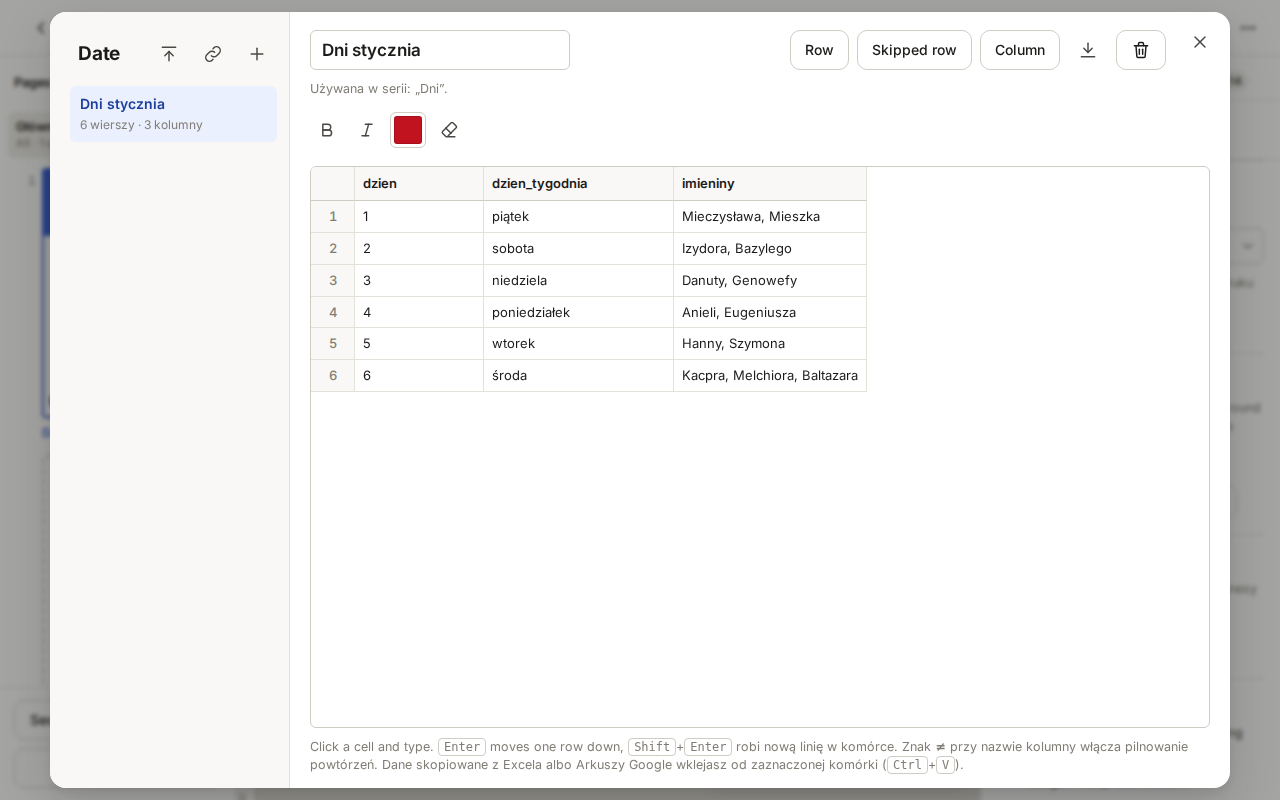 Date
Dni stycznia
6 wierszy · 3 kolumny
Dni stycznia
Row
Skipped row
Column
Używana w serii: „Dni”.
B I
dzien dzien_tygodnia imieniny
1 1 piątek Mieczysława, Mieszka
2 2 sobota Izydora, Bazylego
3 3 niedziela Danuty, Genowefy
4 4 poniedziałek Anieli, Eugeniusza
5 5 wtorek Hanny, Szymona
6 6 środa Kacpra, Melchiora, Baltazara
Click a cell and type. Enter moves one row down, Shift+Enter robi nową linię w komórce. Znak ≠ przy nazwie kolumny włącza pilnowanie
powtórzeń. Dane skopiowane z Excela albo Arkuszy Google wklejasz od zaznaczonej komórki (Ctrl+V).